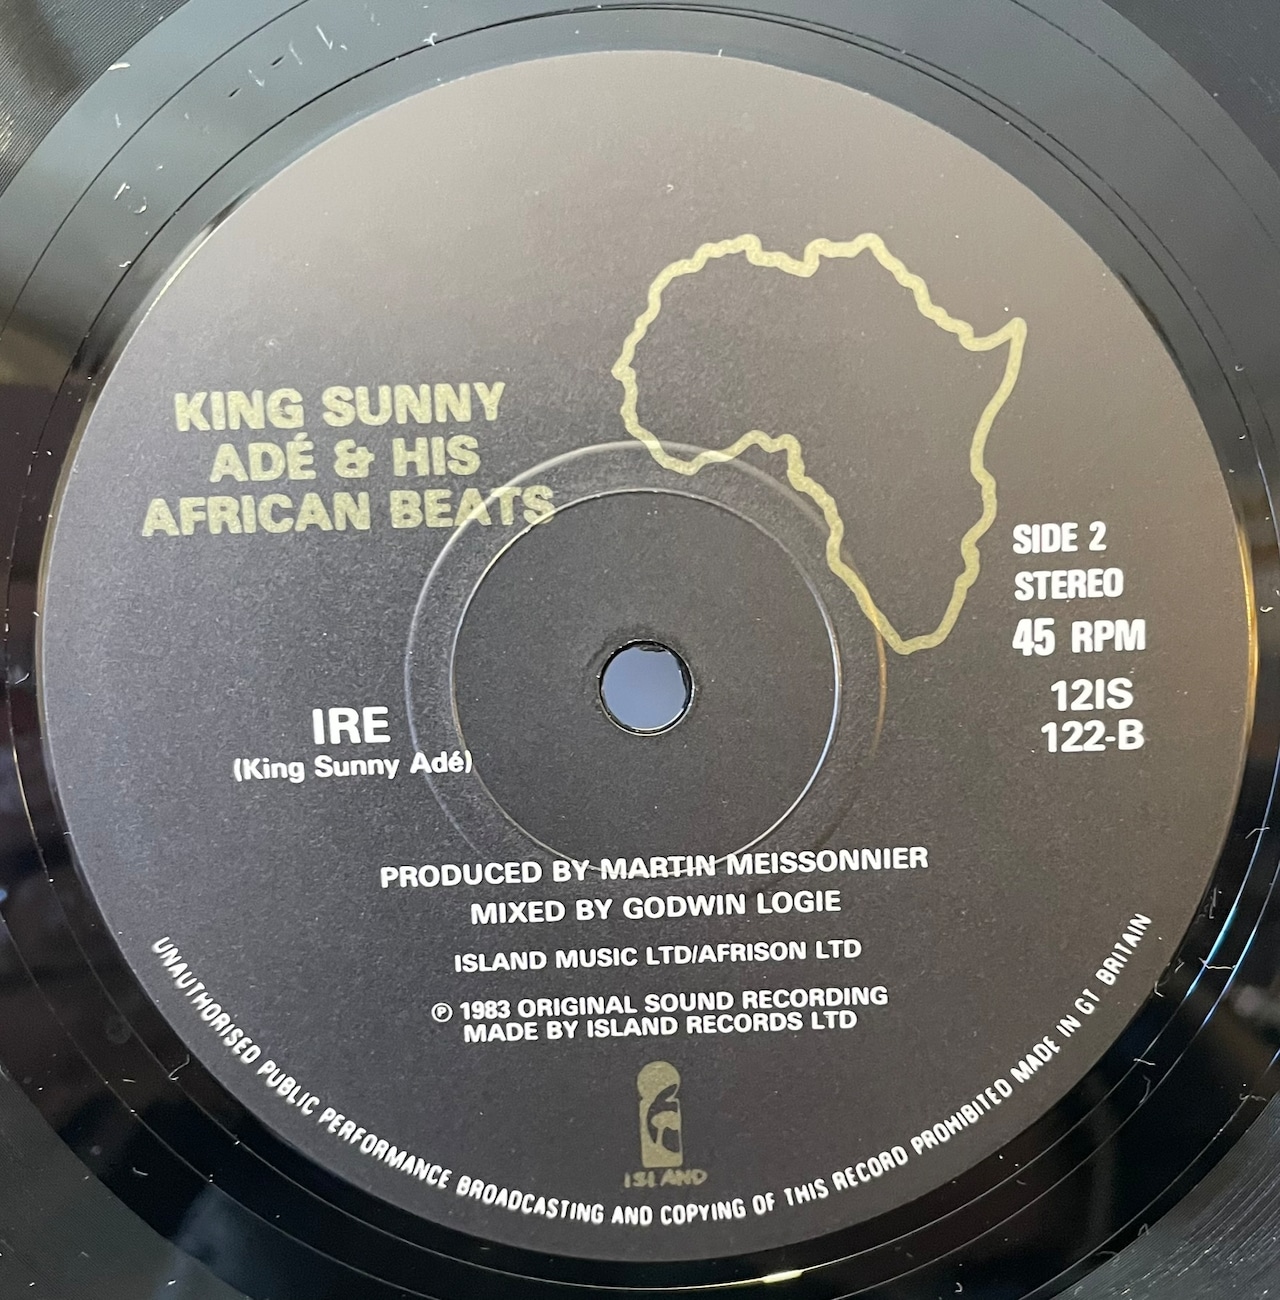 KING SUNNY
ADÉ & HIS
AFRICAN BEATS
SIDE 2
STEREO
45 RPM
12IS
122-B
IRE
(King Sunny Adé)
PRODUCED BY MARTIN MEISSONNIER
MIXED BY GODWIN LOGIE
ISLAND MUSIC LTD/AFRISON LTD
Ⓟ 1983 ORIGINAL SOUND RECORDING
MADE BY ISLAND RECORDS LTD
ISLAND
UNAUTHORISED PUBLIC PERFORMANCE BROADCASTING AND COPYING OF THIS RECORD PROHIBITED MADE IN GT BRITAIN